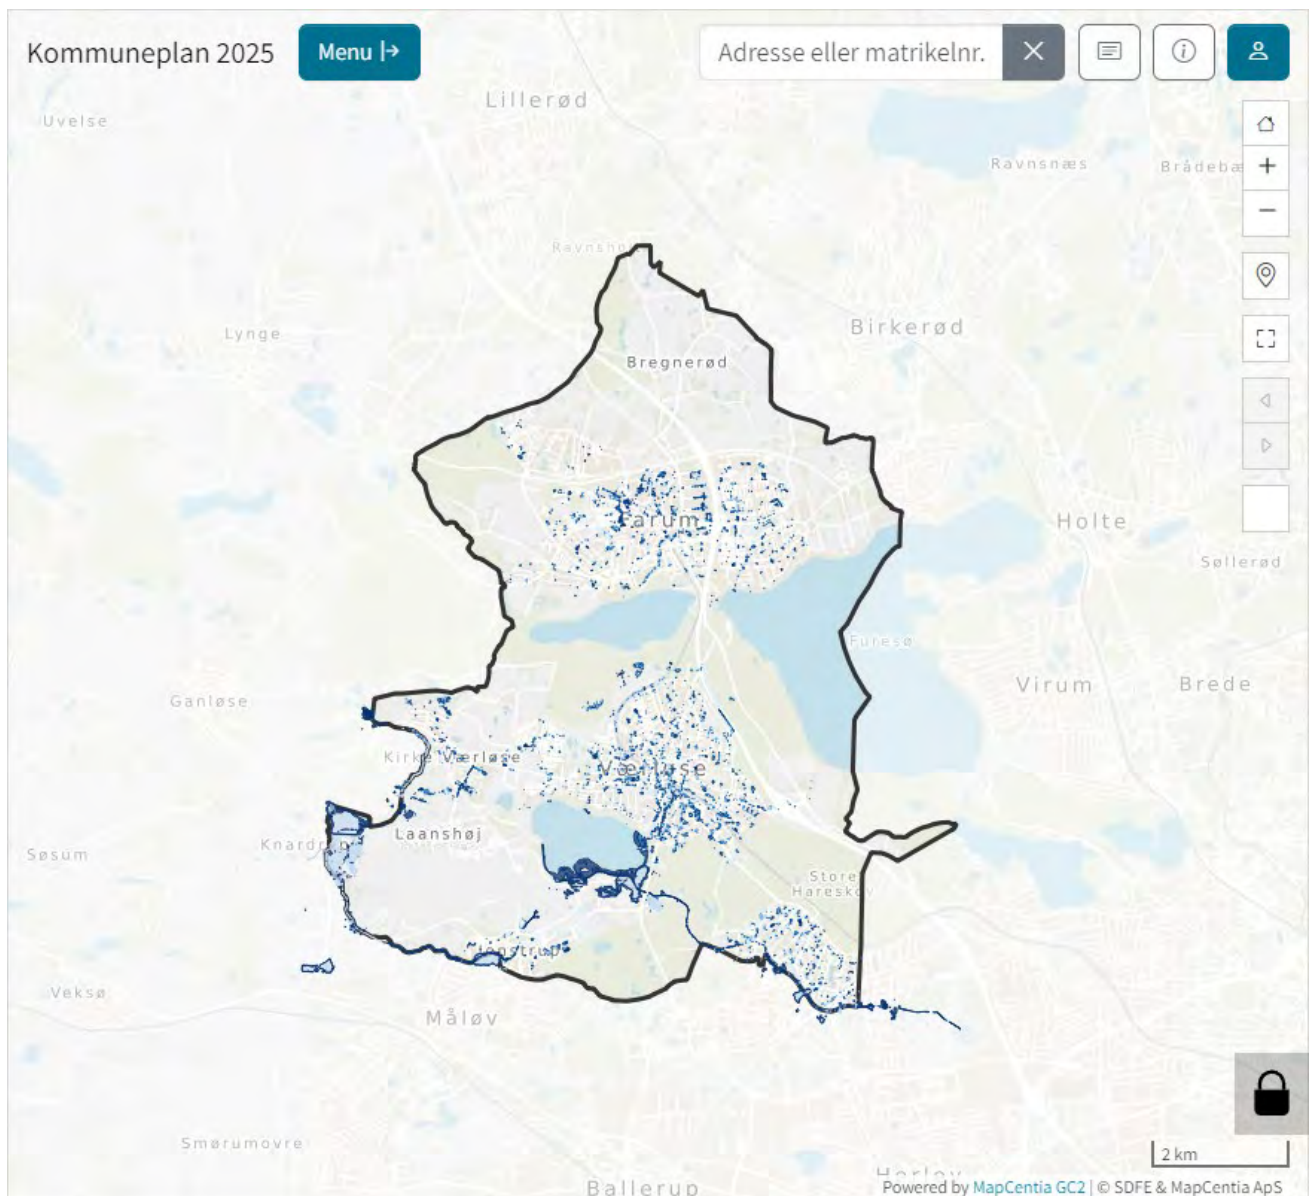 Kommuneplan 2025
Menu
Adresse eller matrikelnr.
Lillerød
Uvelse
Ravnsnæs
Lynge
Birkerød
Bregnerød
Farum
Holte
Søllerød
Furesø
Ganløse
Virum
Brede
Kirke Værløse
Værløse
Laanshøj
Søsum
Store
Hareskov
Jonstrup
Veksø
Måløv
Smørumovre
2 km
Ballerup
Powered by MapCentia GC2 | © SDFE & MapCentia ApS